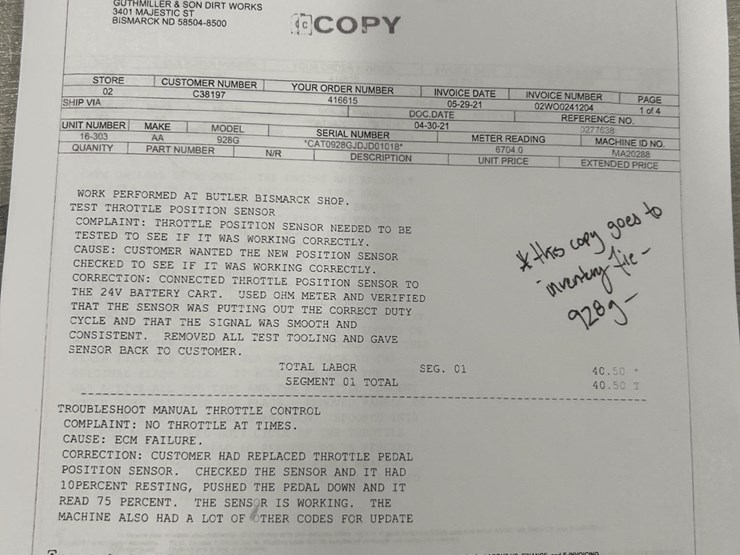 GUTHMILLER & SON DIRT WORKS
3401 MAJESTIC ST
BISMARCK ND 58504-8500
COPY
STORE CUSTOMER NUMBER YOUR ORDER NUMBER INVOICE DATE INVOICE NUMBER PAGE
02 C38197 416615 05-29-21 02WO0241204 1 of 4
SHIP VIA DOC.DATE REFERENCE NO.
04-30-21 0277638
UNIT NUMBER MAKE MODEL SERIAL NUMBER METER READING MACHINE ID NO.
16-303 AA 928G *CAT0928GJDJD01018* 6704.0 MA20288
QUANITY PART NUMBER N/R DESCRIPTION UNIT PRICE EXTENDED PRICE
WORK PERFORMED AT BUTLER BISMARCK SHOP.
TEST THROTTLE POSITION SENSOR
COMPLAINT: THROTTLE POSITION SENSOR NEEDED TO BE
TESTED TO SEE IF IT WAS WORKING CORRECTLY.
CAUSE: CUSTOMER WANTED THE NEW POSITION SENSOR
CHECKED TO SEE IF IT WAS WORKING CORRECTLY.
CORRECTION: CONNECTED THROTTLE POSITION SENSOR TO
THE 24V BATTERY CART. USED OHM METER AND VERIFIED
THAT THE SENSOR WAS PUTTING OUT THE CORRECT DUTY
CYCLE AND THAT THE SIGNAL WAS SMOOTH AND
CONSISTENT. REMOVED ALL TEST TOOLING AND GAVE
SENSOR BACK TO CUSTOMER.
* this copy goes to
inventory file -
928g -
TOTAL LABOR SEG. 01 40.50 *
SEGMENT 01 TOTAL 40.50 T
TROUBLESHOOT MANUAL THROTTLE CONTROL
COMPLAINT: NO THROTTLE AT TIMES.
CAUSE: ECM FAILURE.
CORRECTION: CUSTOMER HAD REPLACED THROTTLE PEDAL
POSITION SENSOR. CHECKED THE SENSOR AND IT HAD
10PERCENT RESTING, PUSHED THE PEDAL DOWN AND IT
READ 75 PERCENT. THE SENSOR IS WORKING. THE
MACHINE ALSO HAD A LOT OF OTHER CODES FOR UPDATE